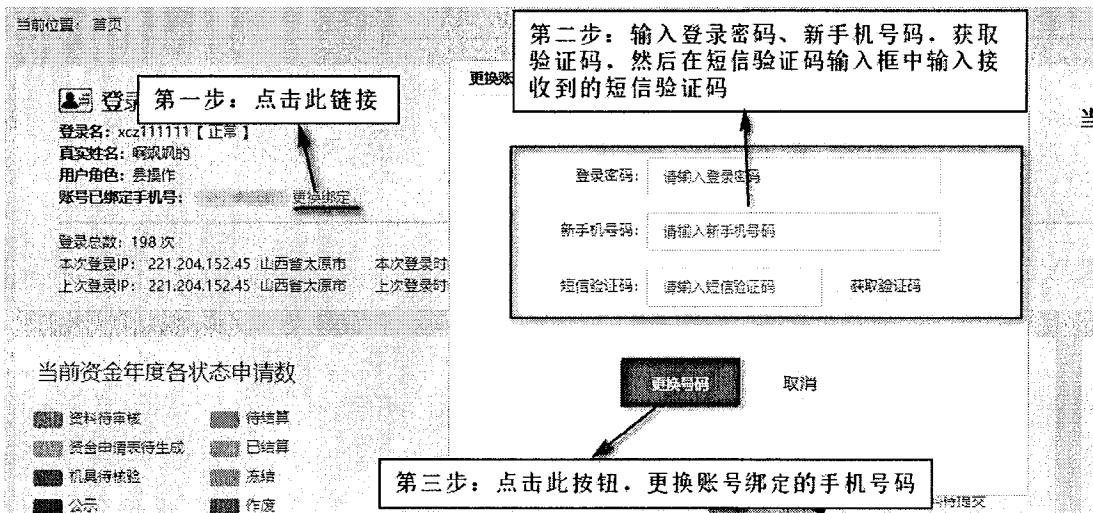 当前位置：首页
第二步：输入登录密码、新手机号码．获取
验证码．然后在短信验证码输入框中输入接
收到的短信验证码
更换账
第一步：点击此链接
登录
登录名：xcz111111【正常】
真实姓名：啊飒飒的
用户角色：县操作
账号已绑定手机号：
更换绑定
登录密码：
请输入登录密码
新手机号码：
请输入新手机号码
短信验证码：
请输入短信验证码
获取验证码
登录总数：198 次
本次登录IP：221.204.152.45 山西省太原市 本次登录时
上次登录IP：221.204.152.45 山西省太原市 上次登录时
更换号码
取消
当前资金年度各状态申请数
资料待审核
待结算
资金申请表待生成
已结算
机具待核验
冻结
公示
作废
第三步：点击此按钮．更换账号绑定的手机号码
待提交